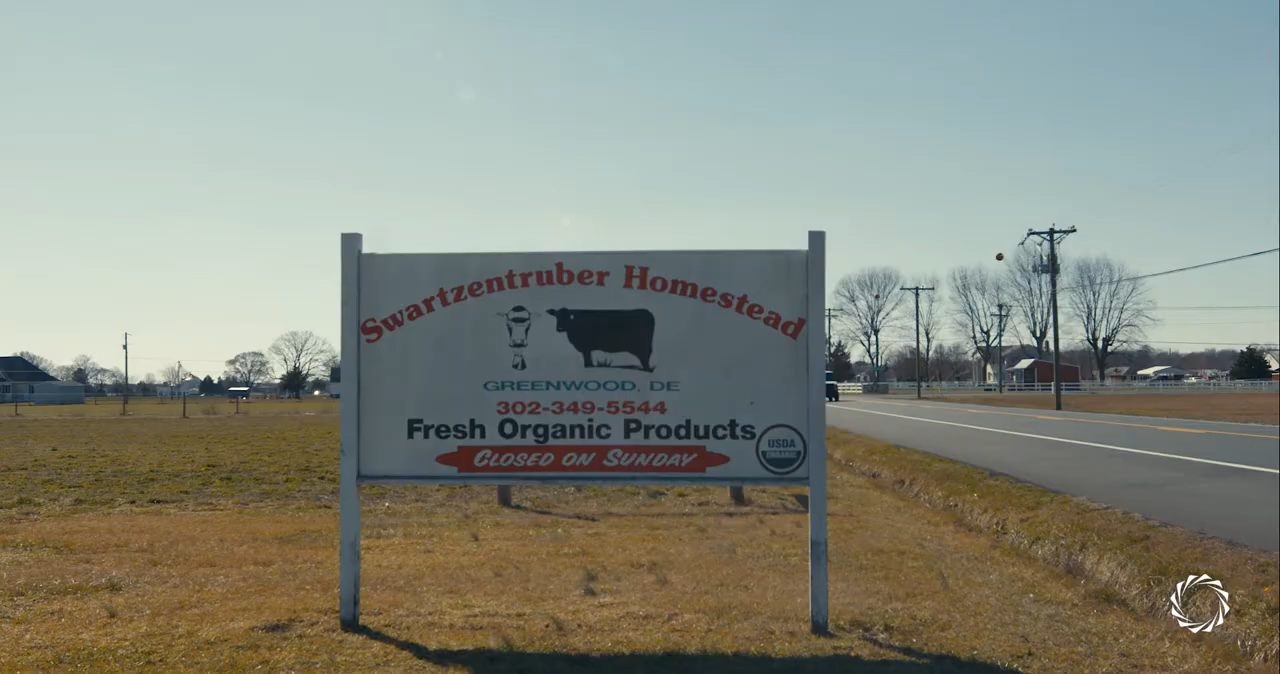 Swartzentruber Homestead
GREENWOOD, DE
302-349-5544
Fresh Organic Products
USDA
ORGANIC
CLOSED ON SUNDAY